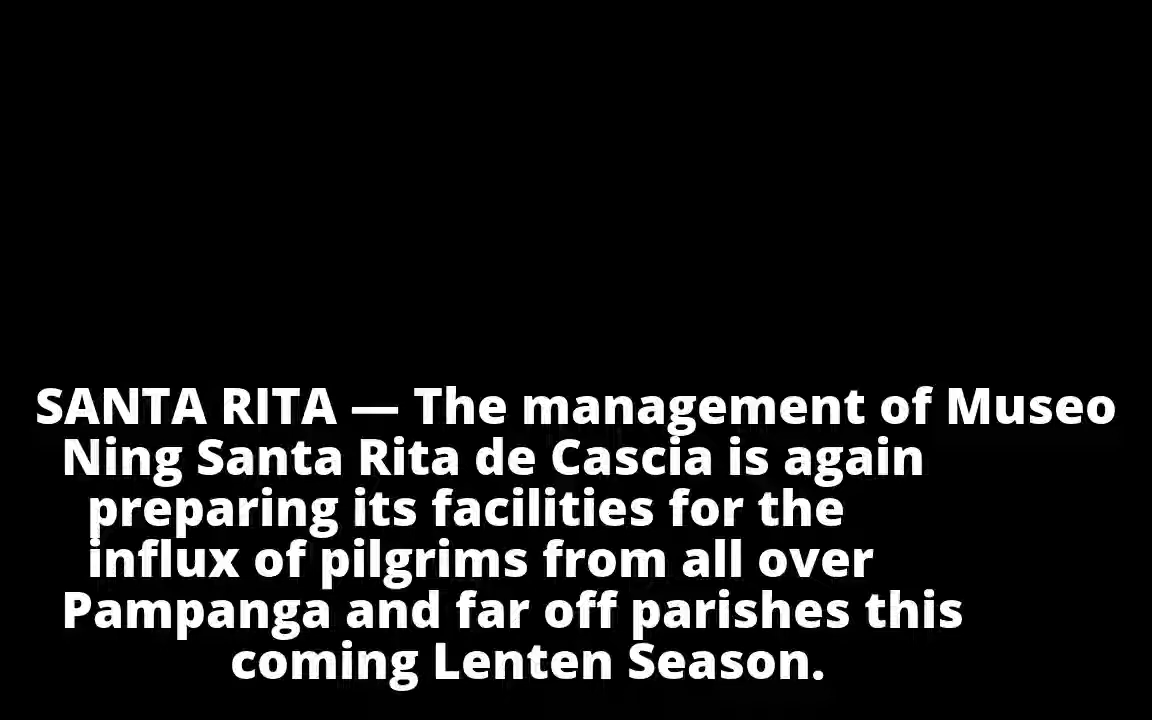 SANTA RITA — The management of Museo
Ning Santa Rita de Cascia is again
preparing its facilities for the
influx of pilgrims from all over
Pampanga and far off parishes this
coming Lenten Season.